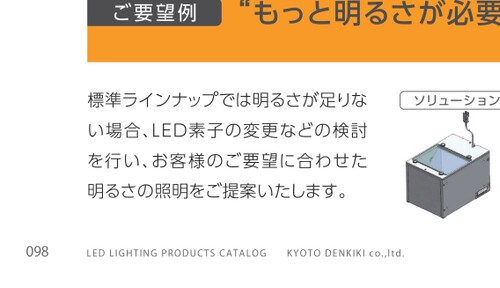 ご要望例
“もっと明るさが必要
標準ラインナップでは明るさが足りな
い場合、LED素子の変更などの検討
を行い、お客様のご要望に合わせた
明るさの照明をご提案いたします。
ソリューション
098
LED LIGHTING PRODUCTS CATALOG KYOTO DENKIKI co.,ltd.